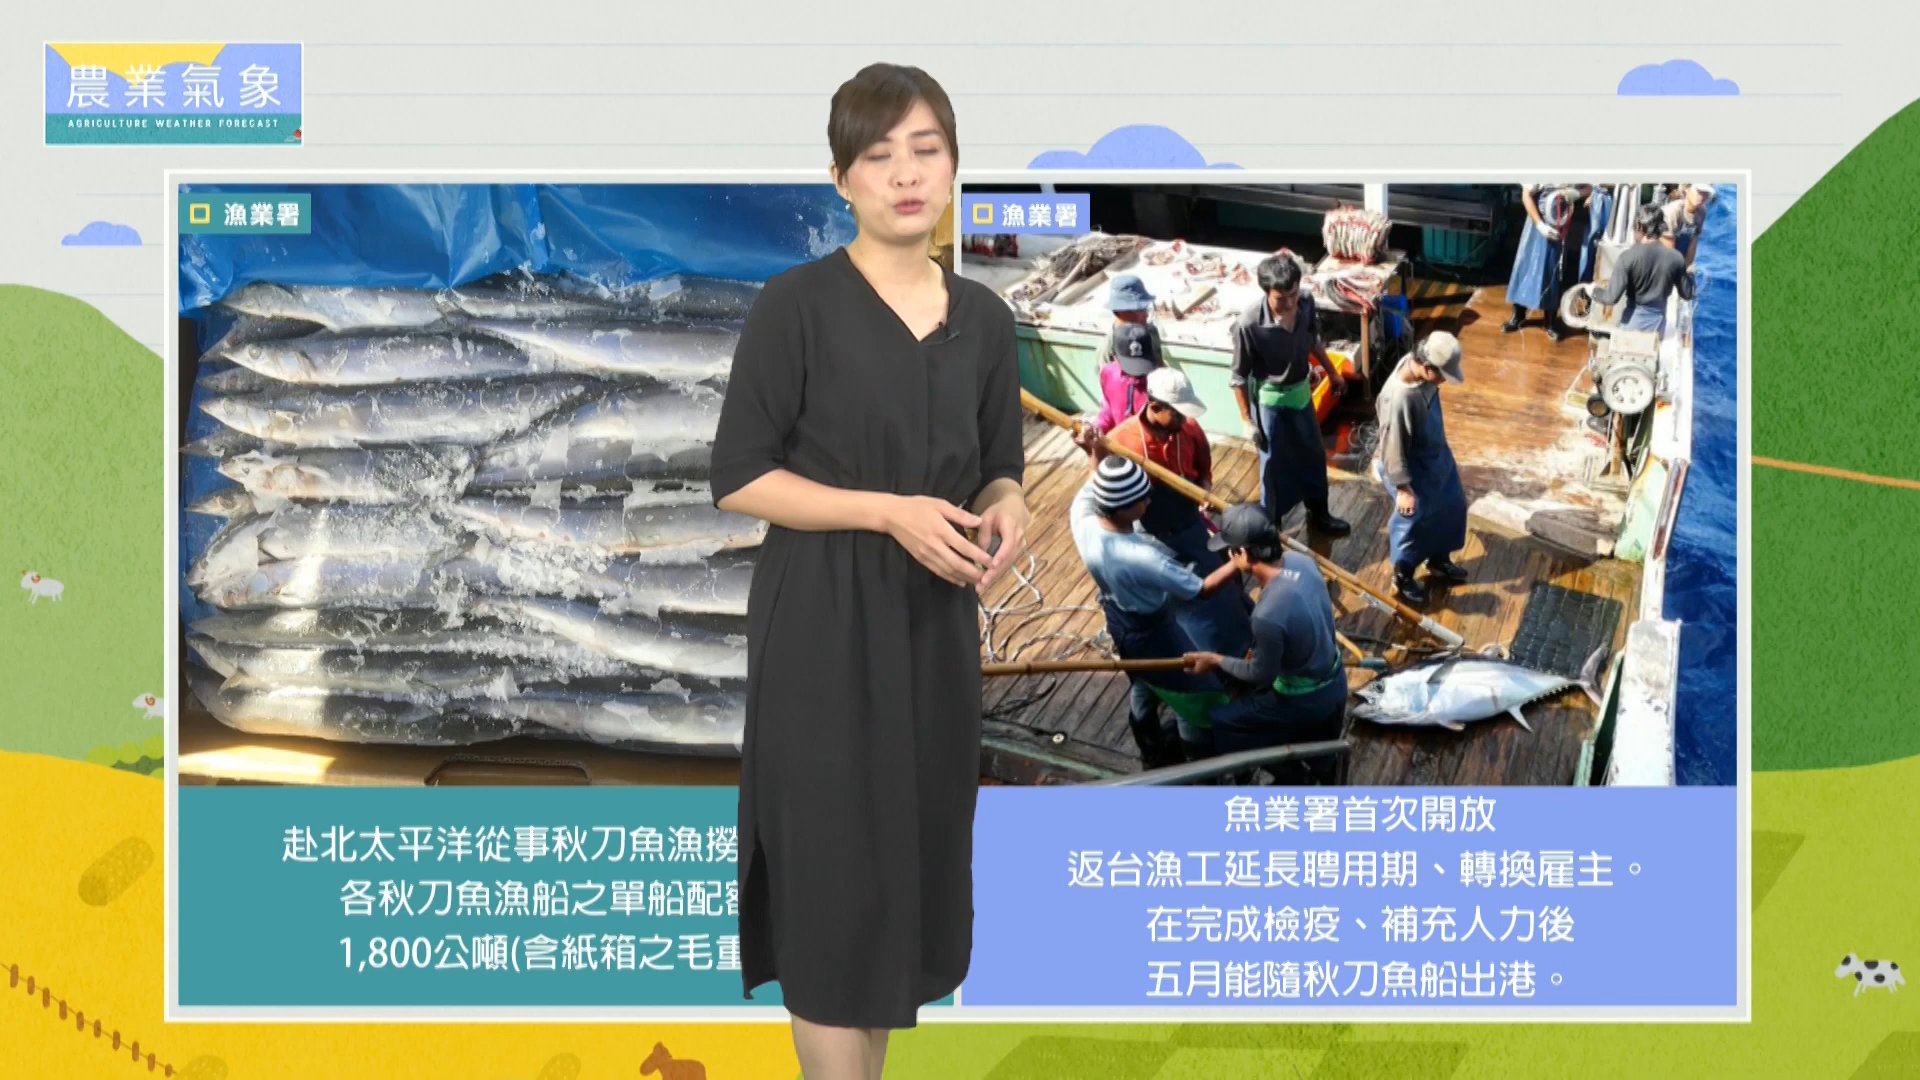 農業氣象
AGRICULTURE WEATHER FORECAST
漁業署
漁業署
赴北太平洋從事秋刀魚漁撈
各秋刀魚漁船之單船配
1,800公噸(含紙箱之毛重
魚業署首次開放
返台漁工延長聘用期、轉換雇主。
在完成檢疫、補充人力後
五月能隨秋刀魚船出港。